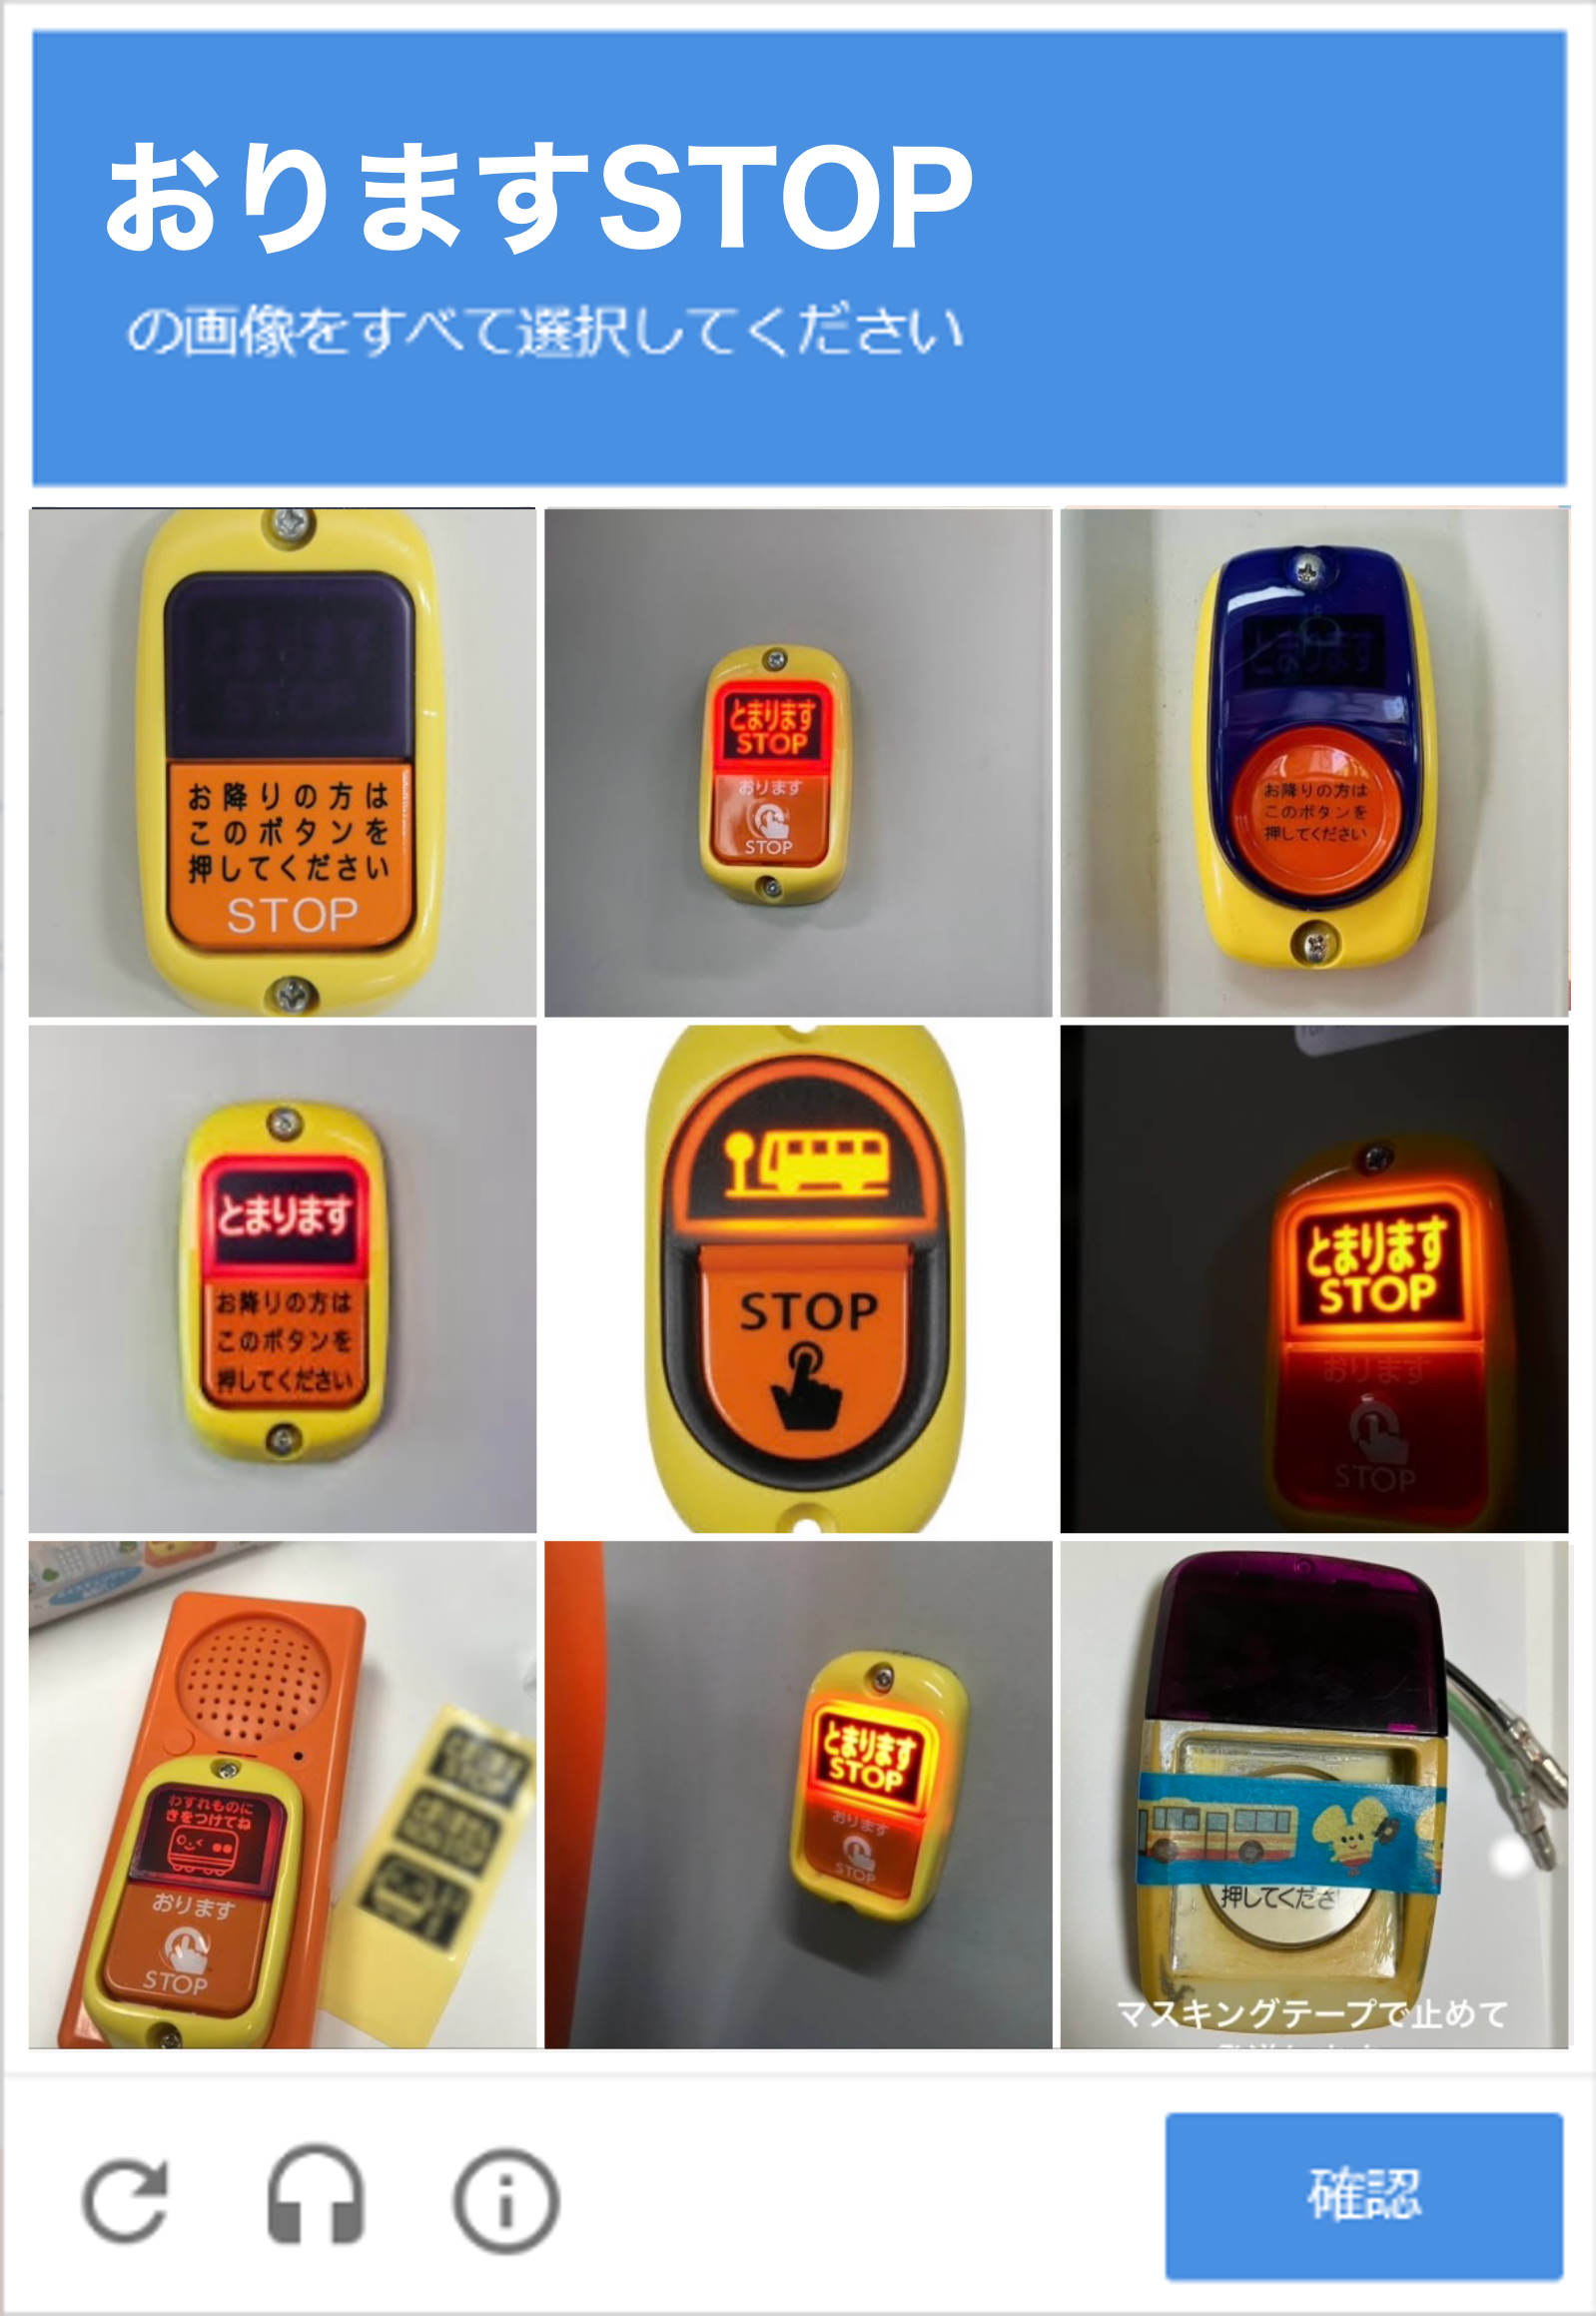 おりますSTOP
の画像をすべて選択してください
お降りの方は
このボタンを
押してください
STOP
とまります
STOP
おります
STOP
とまります
お降りの方は
このボタンを
押してください
とまります
お降りの方は
このボタンを
押してください
STOP
とまります
STOP
おります
STOP
わすれものに
きをつけてね
おります
STOP
とまります
STOP
おります
STOP
押してくださ
マスキングテープで止めて
確認